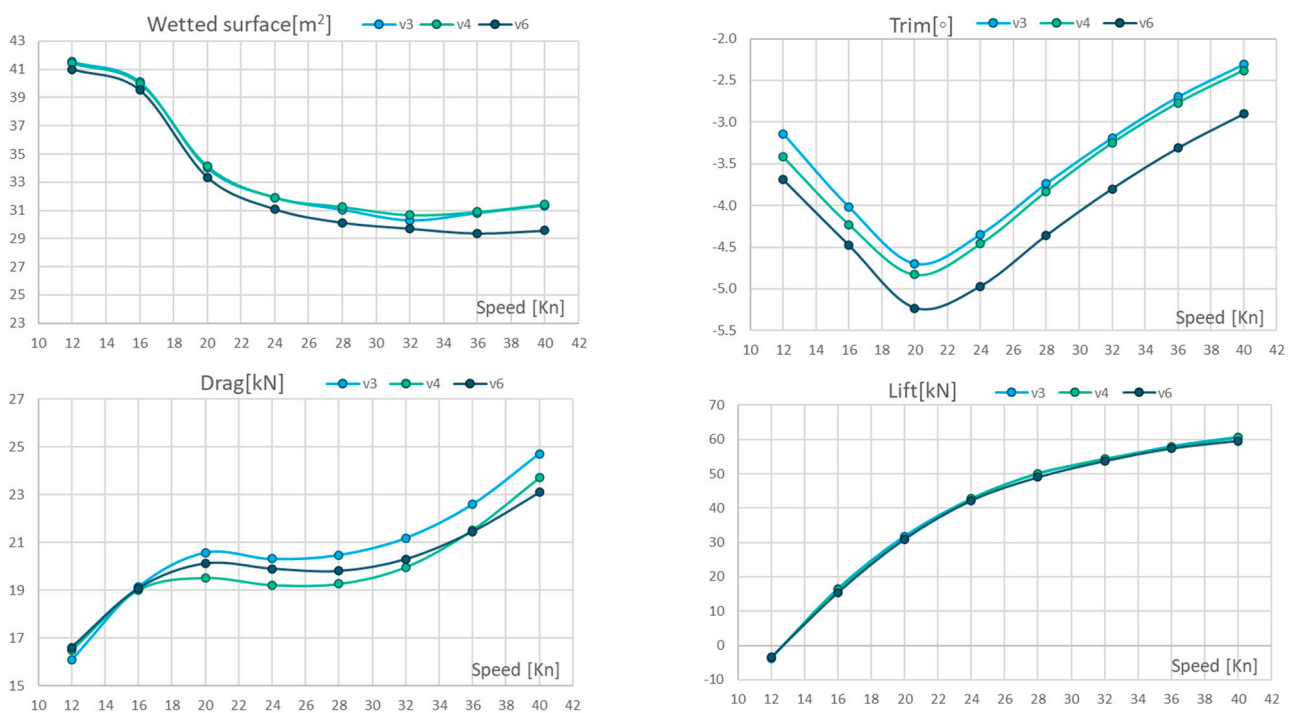 Wetted surface[m²] v3 v4 v6
43
41
39
37
35
33
31
29
27
25
23
Speed [Kn]
10 12 14 16 18 20 22 24 26 28 30 32 34 36 38 40 42
Trim[°] v3 v4 v6
-2.0
-2.5
-3.0
-3.5
-4.0
-4.5
-5.0
-5.5
Speed [Kn]
10 12 14 16 18 20 22 24 26 28 30 32 34 36 38 40 42
Drag[kN] v3 v4 v6
27
25
23
21
19
17
15
Speed [Kn]
10 12 14 16 18 20 22 24 26 28 30 32 34 36 38 40 42
Lift[kN] v3 v4 v6
70
60
50
40
30
20
10
0
-10
Speed [Kn]
10 12 14 16 18 20 22 24 26 28 30 32 34 36 38 40 42